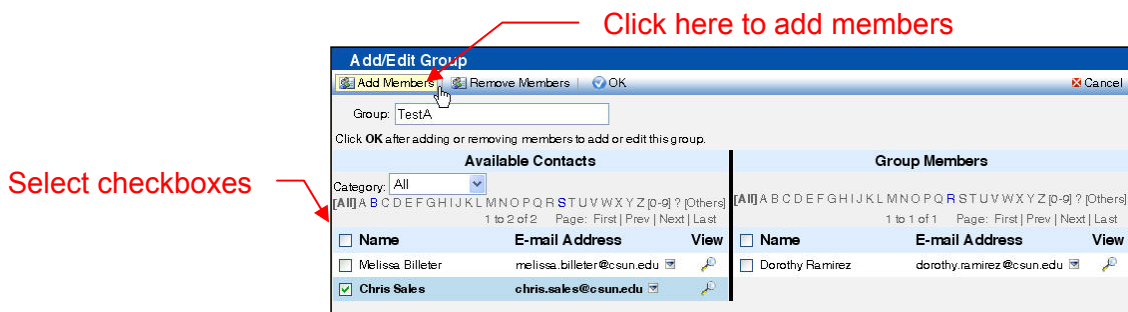 Click here to add members
Add/Edit Group
Add Members | Remove Members | OK Cancel
Group: TestA
Click OK after adding or removing members to add or edit this group.
Available Contacts Group Members
Select checkboxes
Category: All
[All] A B C D E F G H I J K L M N O P Q R S T U V W X Y Z [0-9] ? [Others] [All] A B C D E F G H I J K L M N O P Q R S T U V W X Y Z [0-9] ? [Others]
1 to 2 of 2 Page: First | Prev | Next | Last 1 to 1 of 1 Page: First | Prev | Next | Last
Name E-mail Address View Name E-mail Address View
Melissa Billeter melissa.billeter@csun.edu Dorothy Ramirez dorothy.ramirez@csun.edu
Chris Sales chris.sales@csun.edu